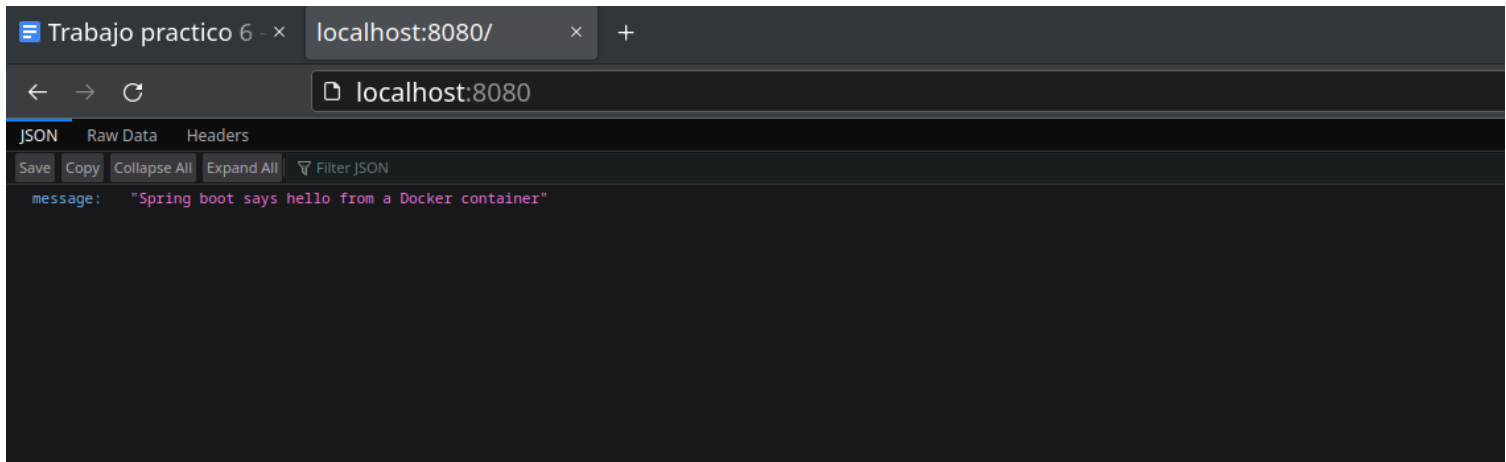 Trabajo practico 6 - localhost:8080/
localhost:8080
JSON Raw Data Headers
Save Copy Collapse All Expand All Filter JSON
message: "Spring boot says hello from a Docker container"